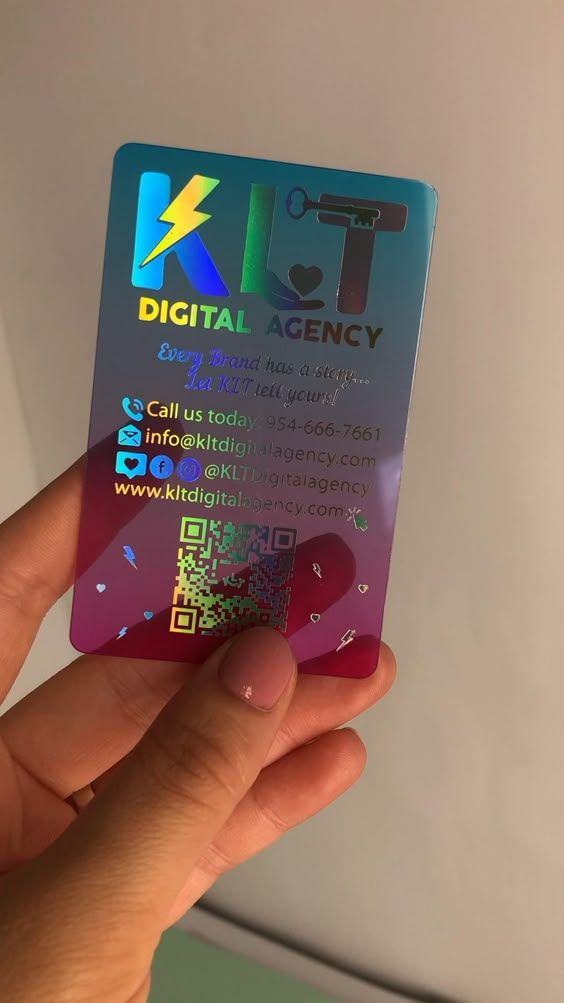 KLT
DIGITAL AGENCY
Every Brand has a story...
Let KLT tell yours!
Call us today. 954-666-7661
info@kltdigitalagency.com
@KLTDigitalagency
www.kltdigitalagency.com